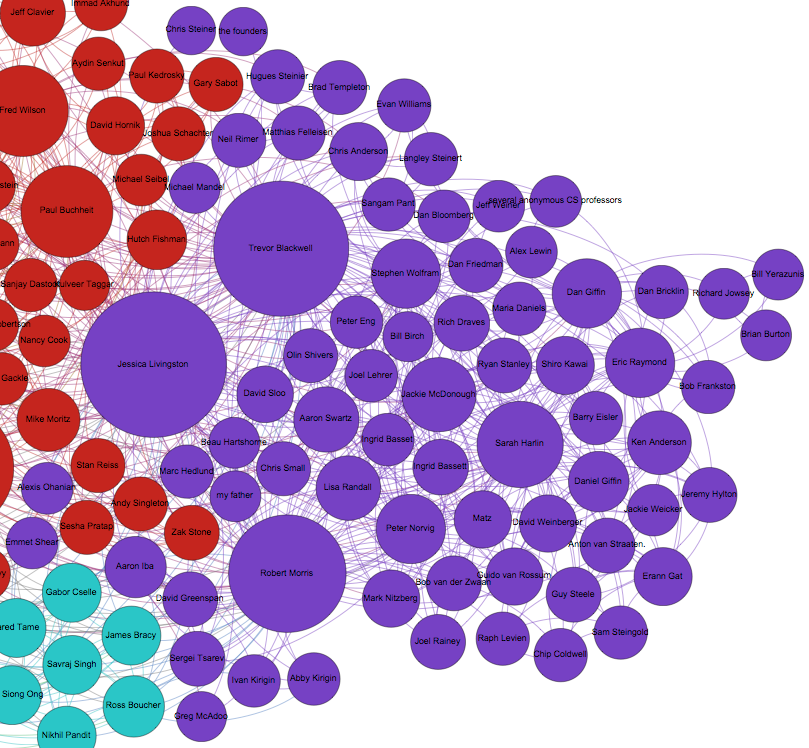 Jeff Clavier
Immad Akhund
Chris Steiner
the founders
Aydin Senkut
Paul Kedrosky
Gary Sabot
Hugues Steinier
Brad Templeton
Evan Williams
Fred Wilson
David Hornik
Joshua Schachter
Neil Rimer
Matthias Felleisen
Chris Anderson
Langley Steinert
Michael Seibel
Michael Mandel
Paul Buchheit
Sangam Pant
Dan Bloomberg
Jeff Weiner
several anonymous CS professors
Hutch Fishman
Trevor Blackwell
Stephen Wolfram
Dan Friedman
Alex Lewin
Sanjay Dastoor
Kulveer Taggar
Dan Giffin
Dan Bricklin
Richard Jowsey
Bill Yerazunis
Peter Eng
Bill Birch
Rich Draves
Maria Daniels
Brian Burton
Nancy Cook
Olin Shivers
Jessica Livingston
Joel Lehrer
Ryan Stanley
Shiro Kawai
Eric Raymond
Gackle
David Sloo
Jackie McDonough
Bob Frankston
Mike Moritz
Aaron Swartz
Barry Eisler
Beau Hartshorne
Ingrid Basset
Sarah Harlin
Ken Anderson
Stan Reiss
Marc Hedlund
Chris Small
Ingrid Bassett
Alexis Ohanian
my father
Lisa Randall
Daniel Giffin
Jeremy Hylton
Andy Singleton
Jackie Weicker
Sesha Pratap
Zak Stone
Peter Norvig
Matz
David Weinberger
Emmet Shear
Anton van Straaten.
Aaron Iba
Robert Morris
Bob van der Zwaan
Guido van Rossum
Erann Gat
Gabor Cselle
David Greenspan
Mark Nitzberg
Guy Steele
ared Tame
James Bracy
Joel Rainey
Raph Levien
Sam Steingold
Savraj Singh
Sergei Tsarev
Chip Coldwell
Siong Ong
Ivan Kirigin
Abby Kirigin
Ross Boucher
Greg McAdoo
Nikhil Pandit